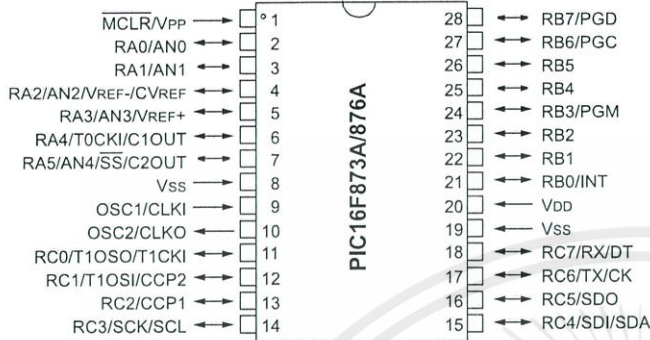 MCLR/VPP 1 28 RB7/PGD
RA0/AN0 2 27 RB6/PGC
RA1/AN1 3 26 RB5
RA2/AN2/VREF-/CVREF 4 25 RB4
RA3/AN3/VREF+ 5 24 RB3/PGM
RA4/T0CKI/C1OUT 6 23 RB2
RA5/AN4/SS/C2OUT 7 22 RB1
VSS 8 21 RB0/INT
OSC1/CLKI 9 20 VDD
OSC2/CLKO 10 19 VSS
RC0/T1OSO/T1CKI 11 18 RC7/RX/DT
RC1/T1OSI/CCP2 12 17 RC6/TX/CK
RC2/CCP1 13 16 RC5/SDO
RC3/SCK/SCL 14 15 RC4/SDI/SDA
PIC16F873A/876A